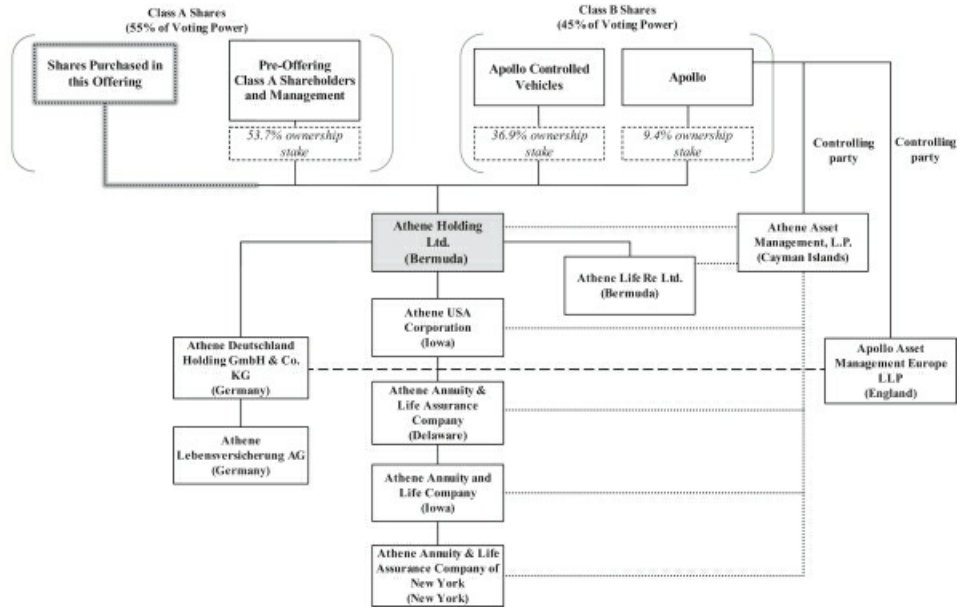 Class A Shares
(55% of Voting Power)
Class B Shares
(45% of Voting Power)
Shares Purchased in
this Offering
Pre-Offering
Class A Shareholders
and Management
53.7% ownership
stake
Apollo Controlled
Vehicles
36.9% ownership
stake
Apollo
9.4% ownership
stake
Controlling
party
Controlling
party
Athene Holding
Ltd.
(Bermuda)
Athene Asset
Management, L.P.
(Cayman Islands)
Athene Life Re Ltd.
(Bermuda)
Athene USA
Corporation
(Iowa)
Athene Deutschland
Holding GmbH & Co.
KG
(Germany)
Apollo Asset
Management Europe
LLP
(England)
Athene Annuity &
Life Assurance
Company
(Delaware)
Athene
Lebensversicherung AG
(Germany)
Athene Annuity and
Life Company
(Iowa)
Athene Annuity & Life
Assurance Company of
New York
(New York)